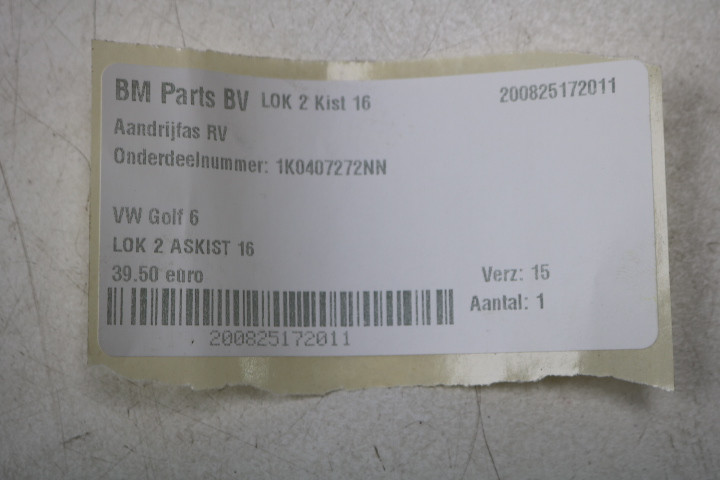 BM Parts BV LOK 2 Kist 16 200825172011
Aandrijfas RV
Onderdeelnummer: 1K0407272NN
VW Golf 6
LOK 2 ASKIST 16
39.50 euro Verz: 15
Aantal: 1
200825172011